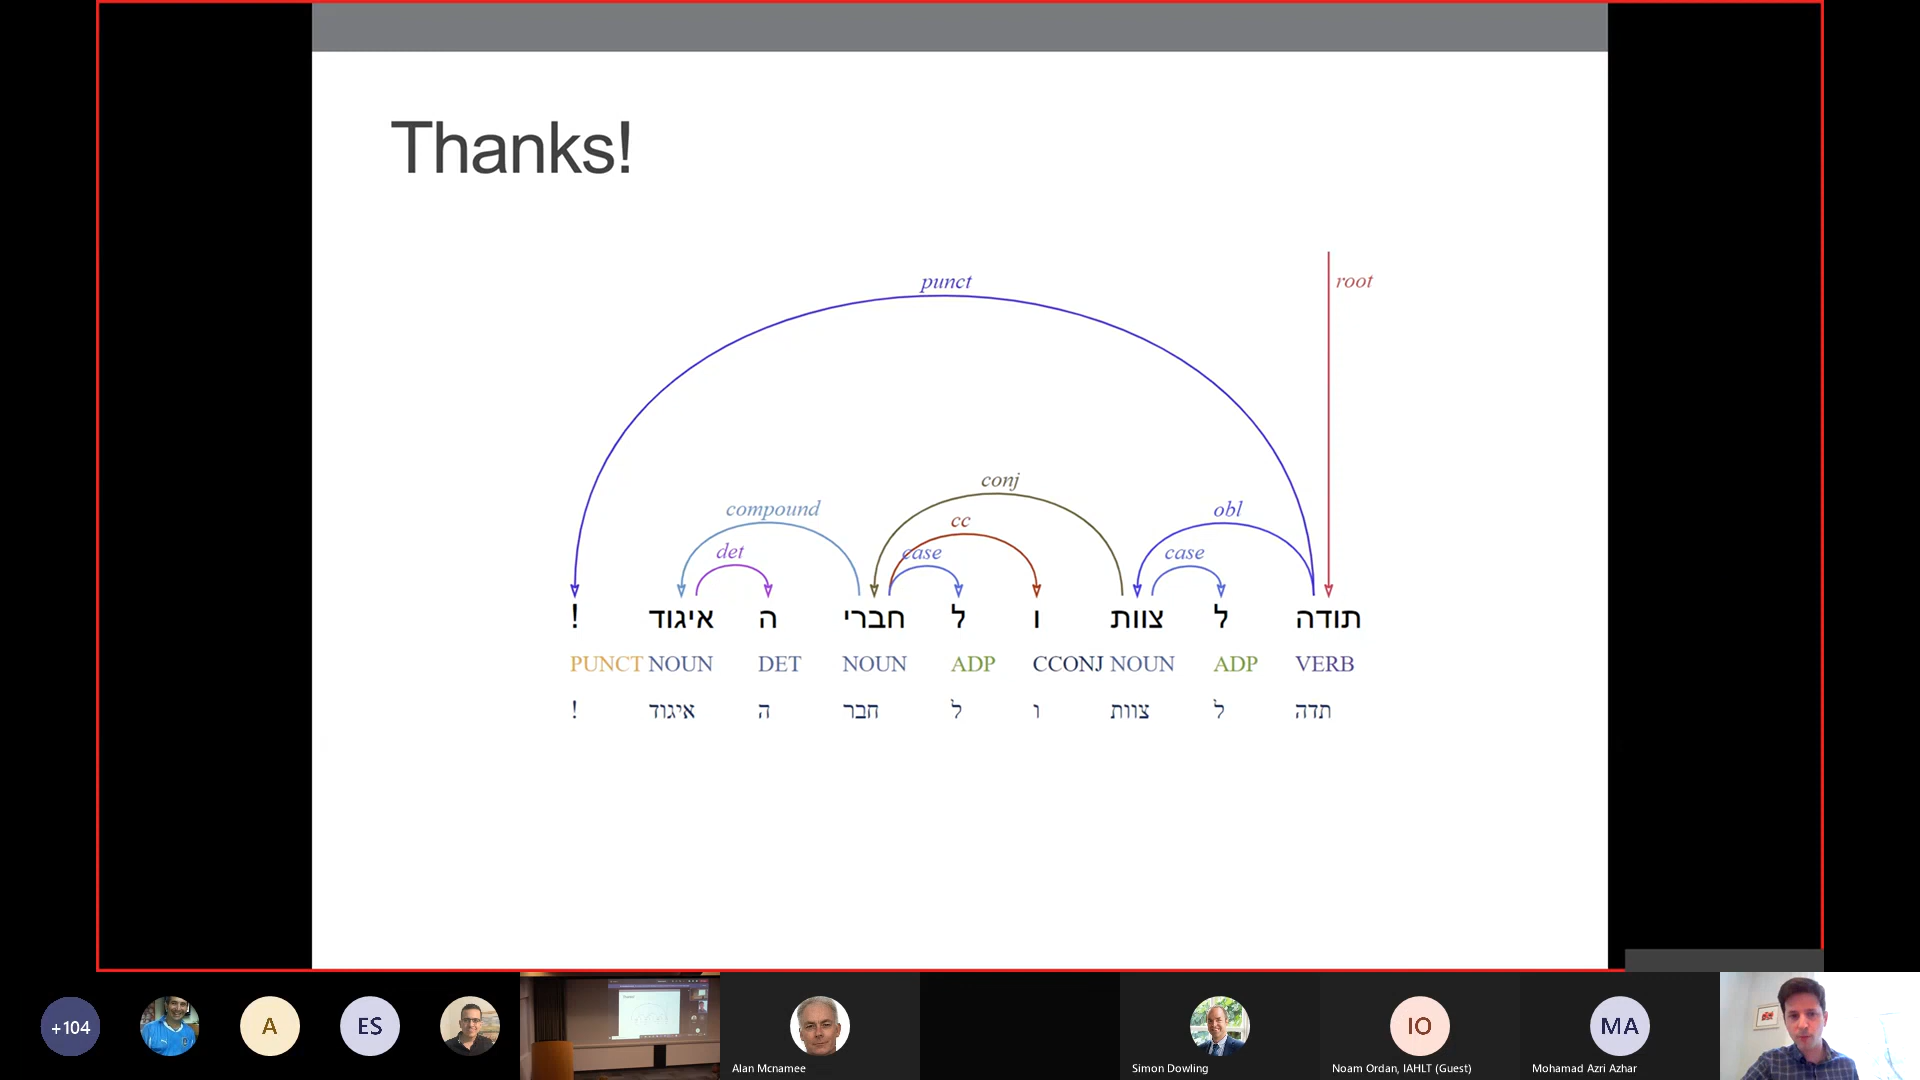 Thanks!
punct
root
conj
compound
cc
obl
det
case
case
תודה ל צוות ו ל חברי ה איגוד !
VERB ADP NOUN CCONJ ADP NOUN DET NOUN PUNCT
תדה ל צוות ו ל חבר ה איגוד !
+104
A
ES
Alan Mcnamee
Simon Dowling
IO
Noam Ordan, IAHLT (Guest)
MA
Mohamad Azri Azhar